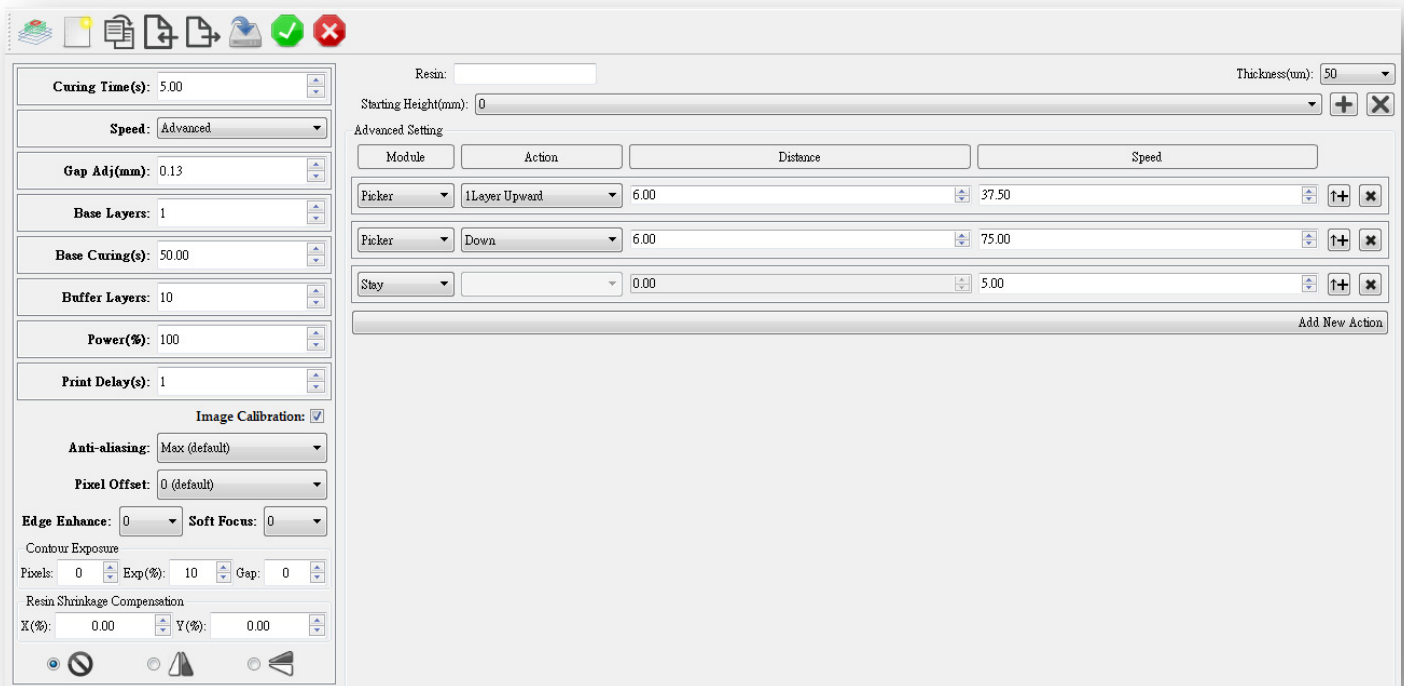 Curing Time(s): 5.00
Speed: Advanced
Gap Adj(mm): 0.13
Base Layers: 1
Base Curing(s): 50.00
Buffer Layers: 10
Power(%): 100
Print Delay(s): 1
Image Calibration:
Anti-aliasing: Max (default)
Pixel Offset: 0 (default)
Edge Enhance: 0 Soft Focus: 0
Contour Exposure
Pixels: 0 Exp(%): 10 Gap: 0
Resin Shrinkage Compensation
X(%): 0.00 Y(%): 0.00
Resin: Thickness(um): 50
Starting Height(mm): 0
Advanced Setting
Module Action Distance Speed
Picker 1Layer Upward 6.00 37.50
Picker Down 6.00 75.00
Stay 0.00 5.00
Add New Action